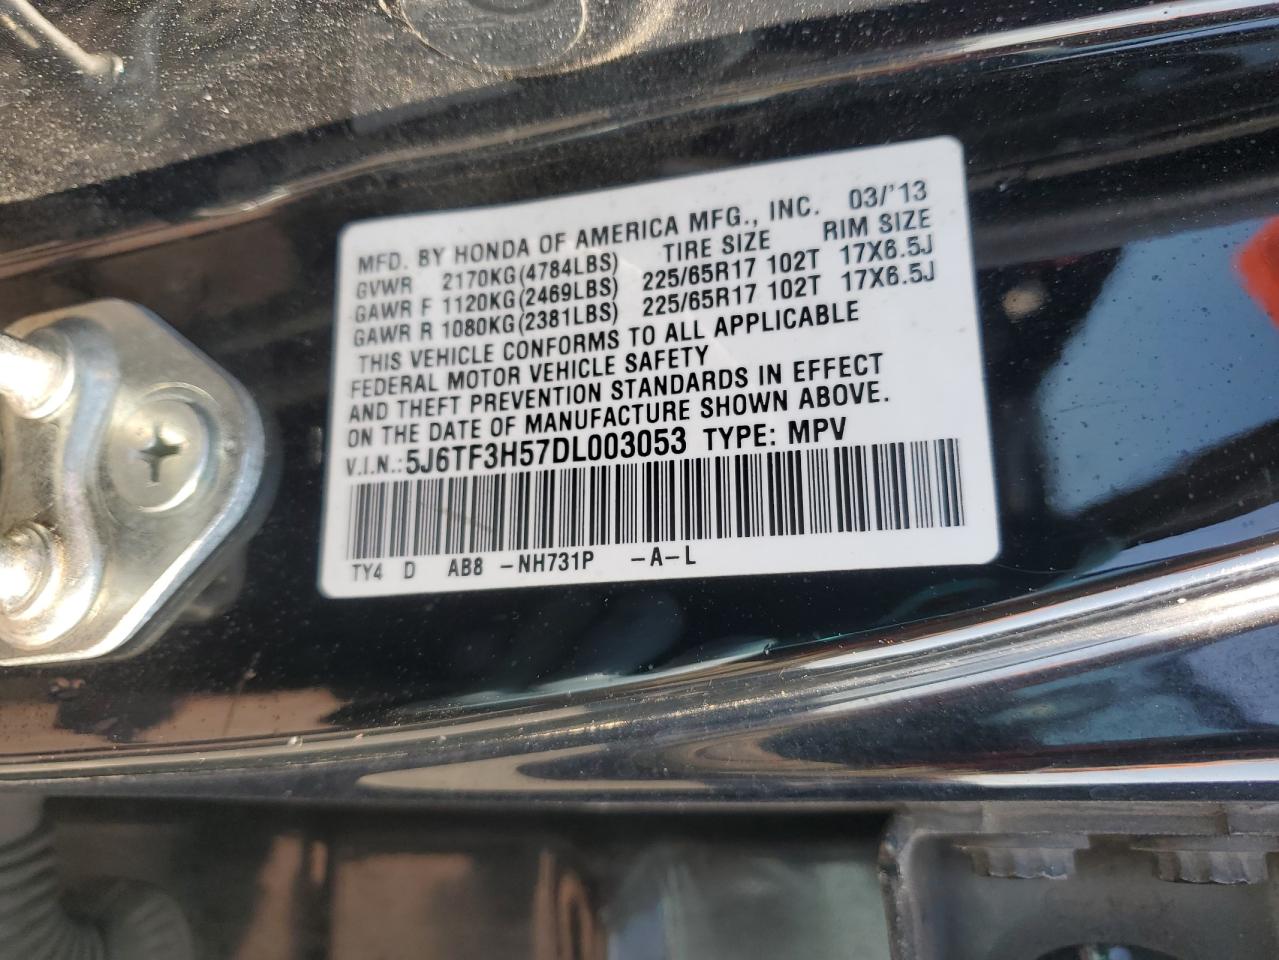 MFD. BY HONDA OF AMERICA MFG., INC. 03/'13
GVWR 2170KG(4784LBS) TIRE SIZE RIM SIZE
GAWR F 1120KG(2469LBS) 225/65R17 102T 17X6.5J
GAWR R 1080KG(2381LBS) 225/65R17 102T 17X6.5J
THIS VEHICLE CONFORMS TO ALL APPLICABLE
FEDERAL MOTOR VEHICLE SAFETY
AND THEFT PREVENTION STANDARDS IN EFFECT
ON THE DATE OF MANUFACTURE SHOWN ABOVE.
V.I.N.: 5J6TF3H57DL003053 TYPE: MPV
TY4 D AB8 -NH731P -A-L